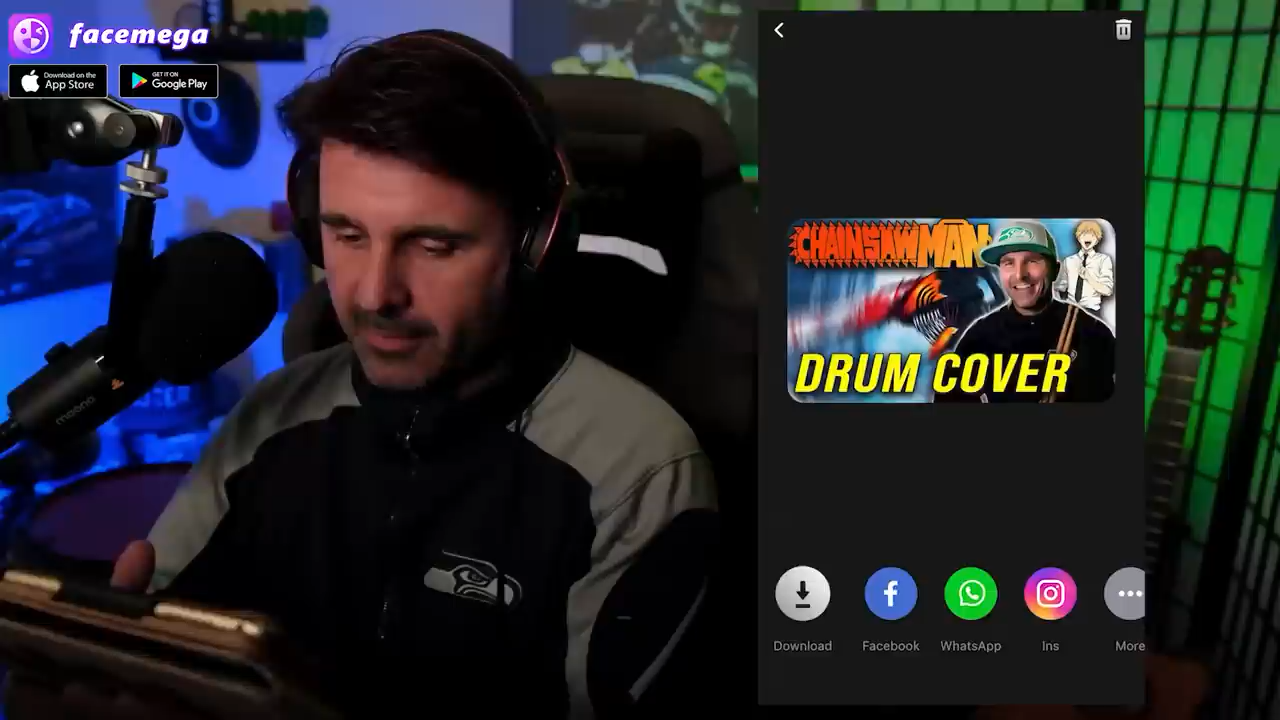 facemega
Download on the
App Store
GET IT ON
Google Play
maono
CHAINSAWMAN
DRUM COVER
Download
Facebook
WhatsApp
Ins
More